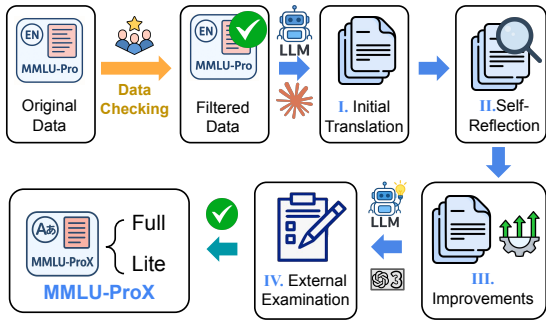 EN
MMLU-Pro
Original
Data
Data
Checking
EN
MMLU-Pro
Filtered
Data
LLM
I. Initial
Translation
II.Self-
Reflection
III.
Improvements
LLM
3
IV. External
Examination
Aあ
MMLU-ProX
Full
Lite
MMLU-ProX